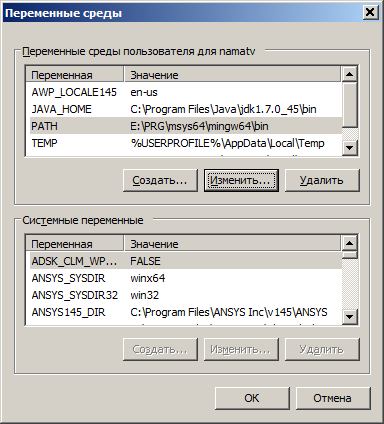 Переменные среды
Переменные среды пользователя для namatv
Переменная Значение
AWP_LOCALE145 en-us
JAVA_HOME C:\Program Files\Java\jdk1.7.0_45\bin
PATH E:\PRG\msys64\mingw64\bin
TEMP %USERPROFILE%\AppData\Local\Temp
Создать... Изменить... Удалить
Системные переменные
Переменная Значение
ADSK_CLM_WP... FALSE
ANSYS_SYSDIR winx64
ANSYS_SYSDIR32 win32
ANSYS145_DIR C:\Program Files\ANSYS Inc\v145\ANSYS
Создать... Изменить... Удалить
ОК Отмена